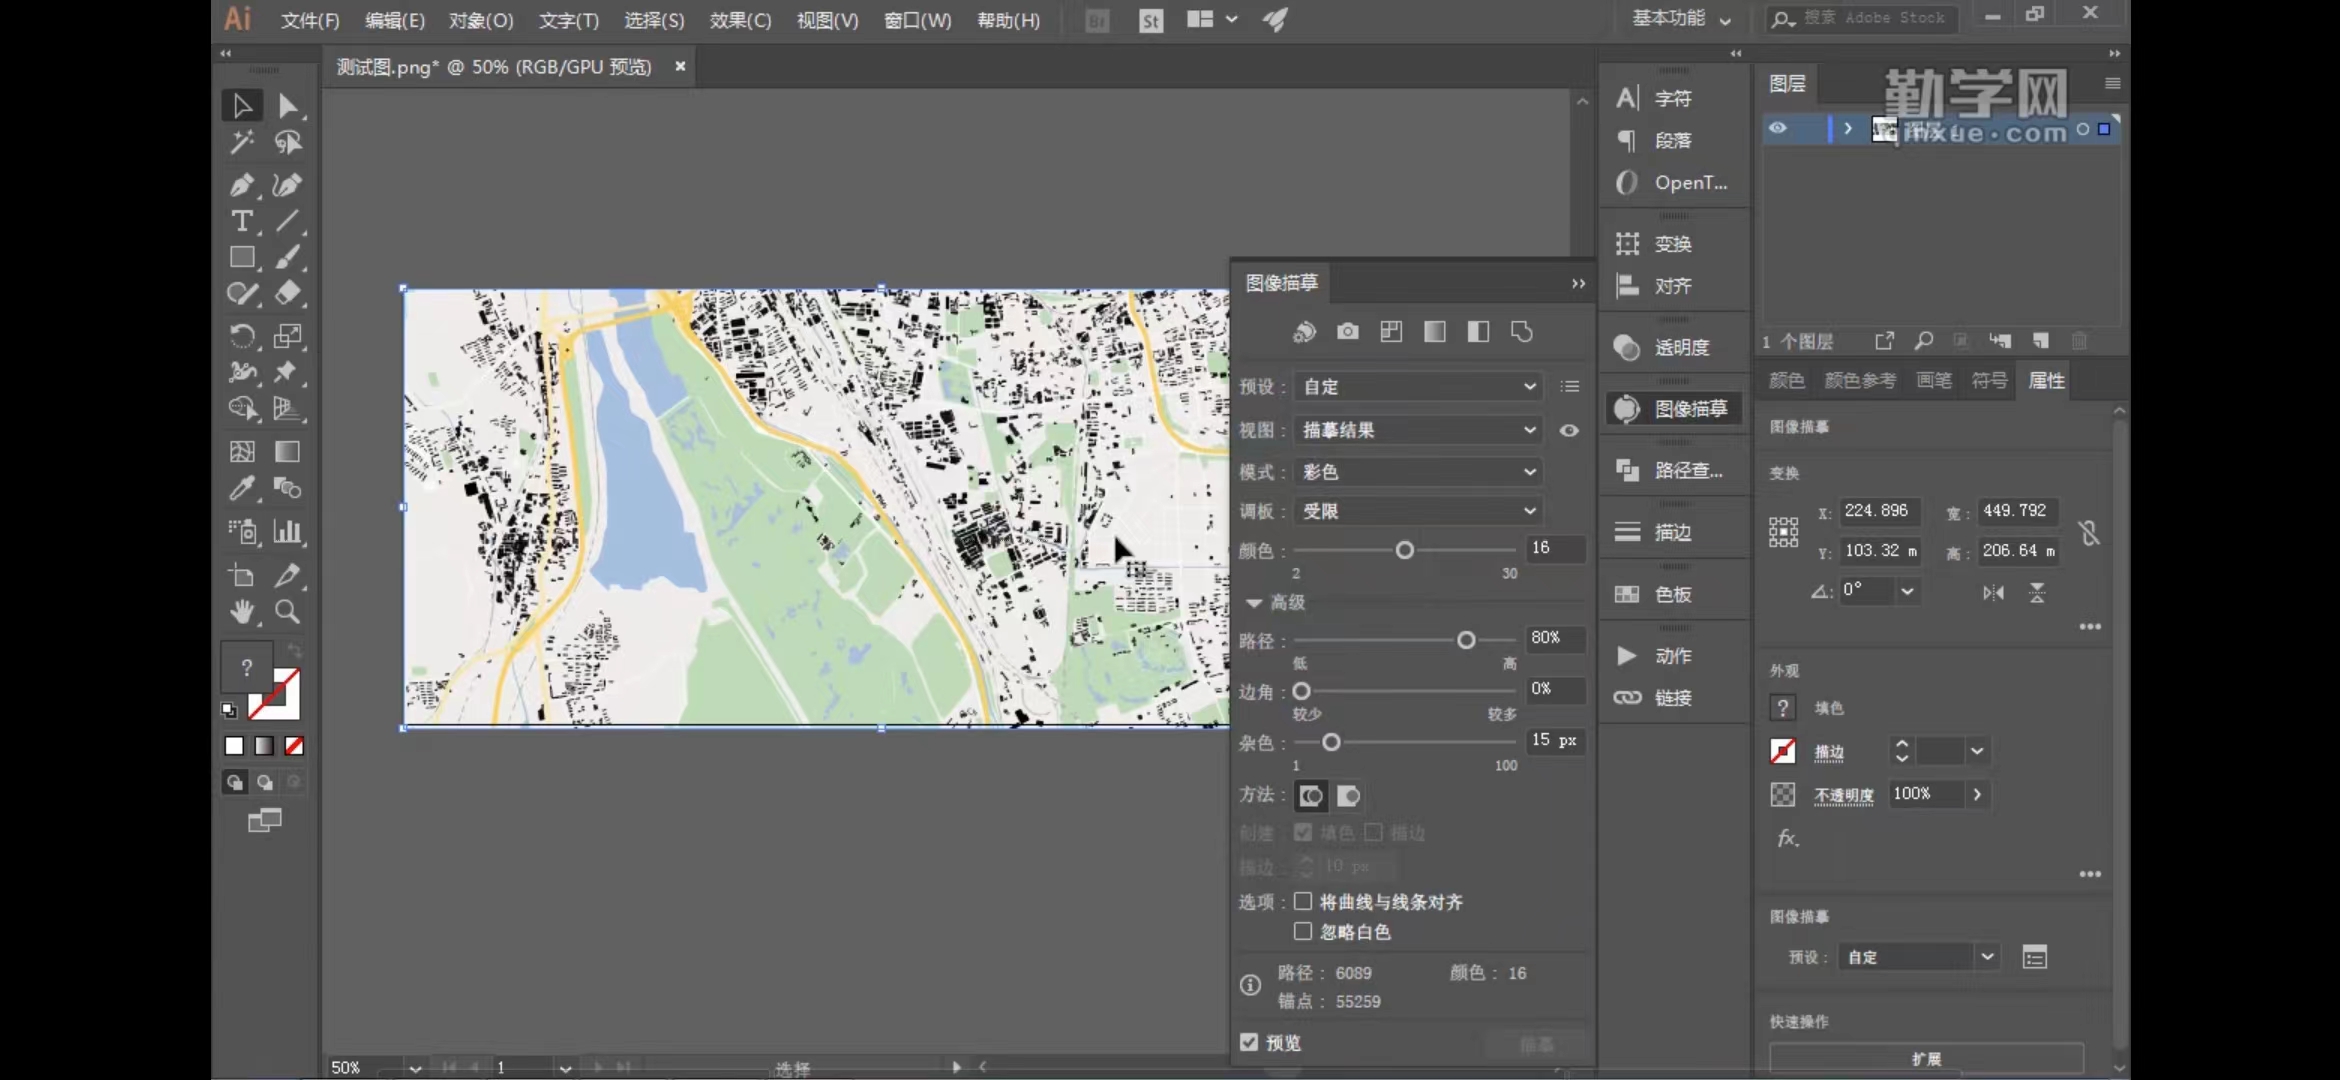 Ai 文件(F) 编辑(E) 对象(O) 文字(T) 选择(S) 效果(C) 视图(V) 窗口(W) 帮助(H) Br St 基本功能 搜索 Adobe Stock
测试图.png* @ 50% (RGB/GPU 预览)
图像描摹
预设： 自定
视图： 描摹结果
模式： 彩色
调板： 受限
颜色： 16
2 30
高级
路径： 80%
低 高
边角： 0%
较少 较多
杂色： 15 px
1 100
方法：
创建 填色 描边
描边： 10 px
选项： 将曲线与线条对齐
忽略白色
路径： 6089 颜色： 16
锚点： 55259
预览 描摹
50% 1 选择
字符
段落
OpenT...
变换
对齐
透明度
图像描摹
路径查...
描边
色板
动作
链接
图层
勤学网
qinxue·com
1 个图层
颜色 颜色参考 画笔 符号 属性
图像描摹
变换
X: 224.896 宽: 449.792
Y: 103.32 m 高: 206.64 m
0°
外观
? 填色
描边
不透明度 100%
fx.
图像描摹
预设： 自定
快速操作
扩展